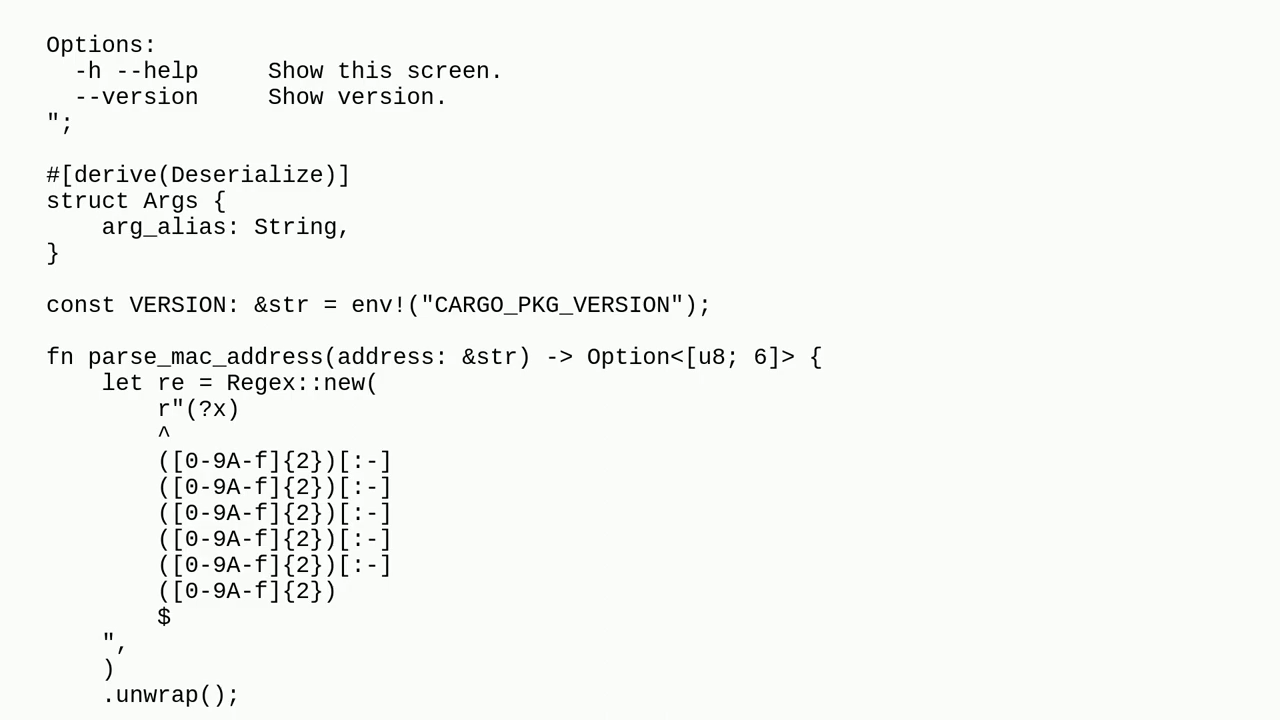 Options:
  -h --help     Show this screen.
  --version     Show version.
";

#[derive(Deserialize)]
struct Args {
    arg_alias: String,
}

const VERSION: &str = env!("CARGO_PKG_VERSION");

fn parse_mac_address(address: &str) -> Option<[u8; 6]> {
    let re = Regex::new(
        r"(?x)
        ^
        ([0-9A-f]{2})[:-]
        ([0-9A-f]{2})[:-]
        ([0-9A-f]{2})[:-]
        ([0-9A-f]{2})[:-]
        ([0-9A-f]{2})[:-]
        ([0-9A-f]{2})
        $
    ",
    )
    .unwrap();